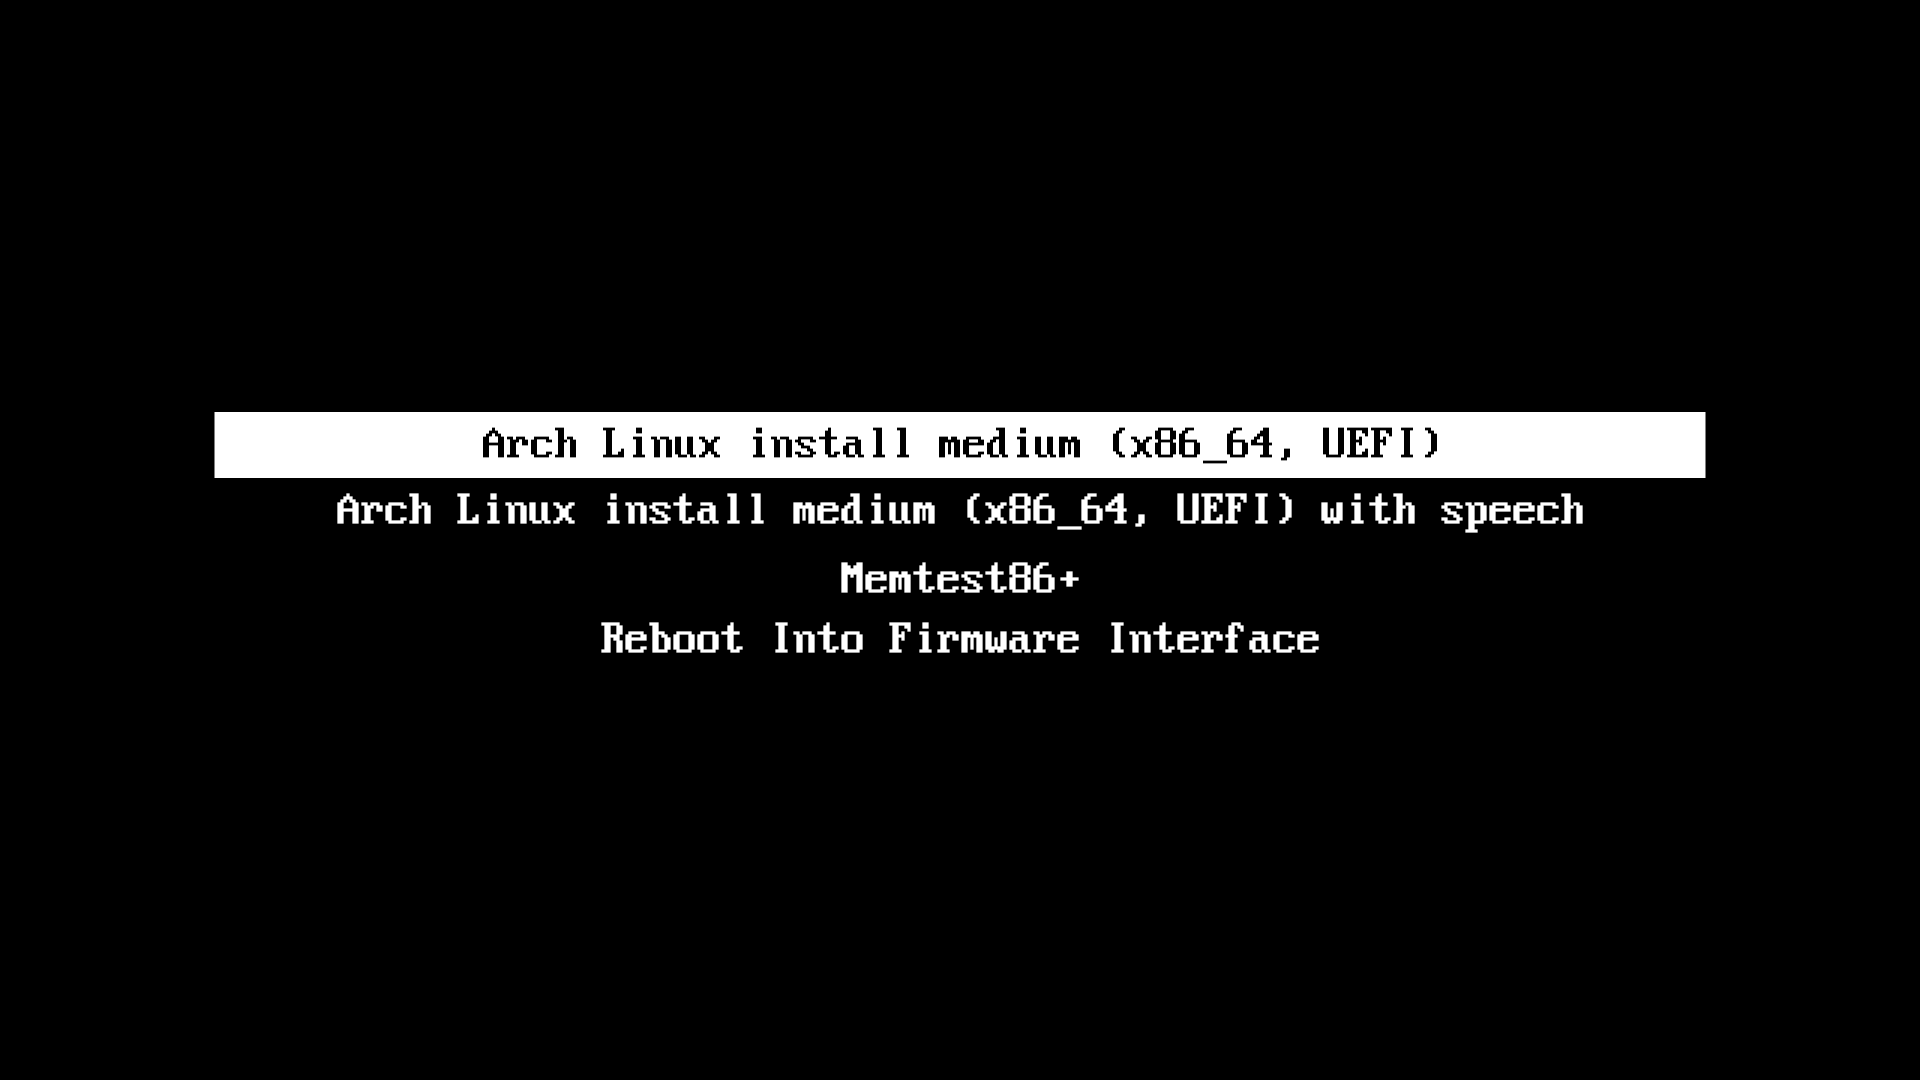 Arch Linux install medium (x86_64, UEFI)
Arch Linux install medium (x86_64, UEFI) with speech
Memtest86+
Reboot Into Firmware Interface